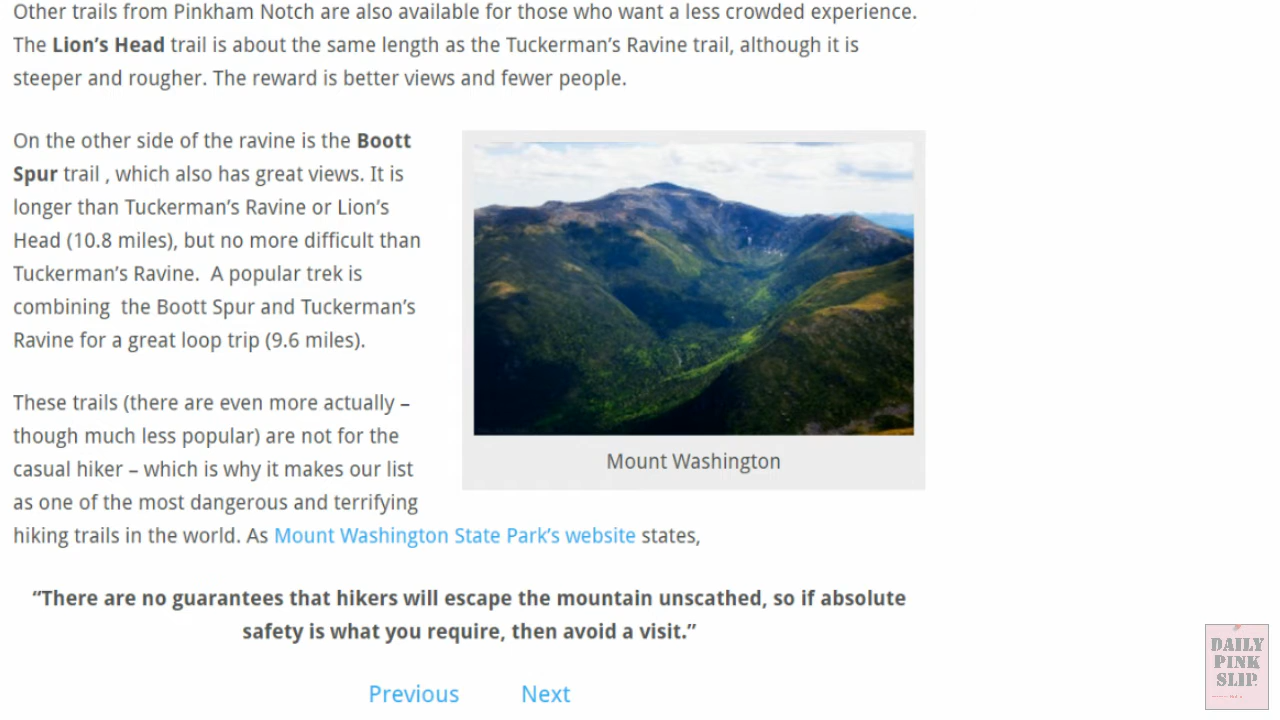 Other trails from Pinkham Notch are also available for those who want a less crowded experience.
The Lion’s Head trail is about the same length as the Tuckerman’s Ravine trail, although it is
steeper and rougher. The reward is better views and fewer people.
On the other side of the ravine is the Boott
Spur trail , which also has great views. It is
longer than Tuckerman’s Ravine or Lion’s
Head (10.8 miles), but no more difficult than
Tuckerman’s Ravine.  A popular trek is
combining  the Boott Spur and Tuckerman’s
Ravine for a great loop trip (9.6 miles).
These trails (there are even more actually –
though much less popular) are not for the
casual hiker – which is why it makes our list
as one of the most dangerous and terrifying
hiking trails in the world. As Mount Washington State Park’s website states,
Mount Washington
“There are no guarantees that hikers will escape the mountain unscathed, so if absolute
safety is what you require, then avoid a visit.”
Previous
Next
DAILY
PINK
SLIP